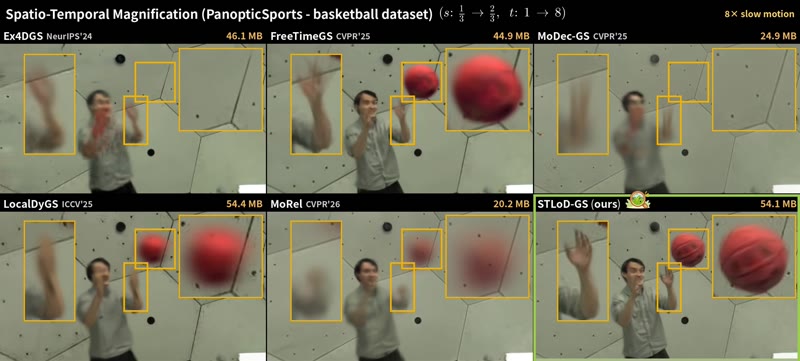 Spatio-Temporal Magnification (PanopticSports - basketball dataset) (s: 1/3 → 2/3, t: 1 → 8)
8× slow motion
Ex4DGS NeurIPS'24 46.1 MB
FreeTimeGS CVPR'25 44.9 MB
MoDec-GS CVPR'25 24.9 MB
LocalDyGS ICCV'25 54.4 MB
MoRel CVPR'26 20.2 MB
STLoD-GS (ours) 54.1 MB